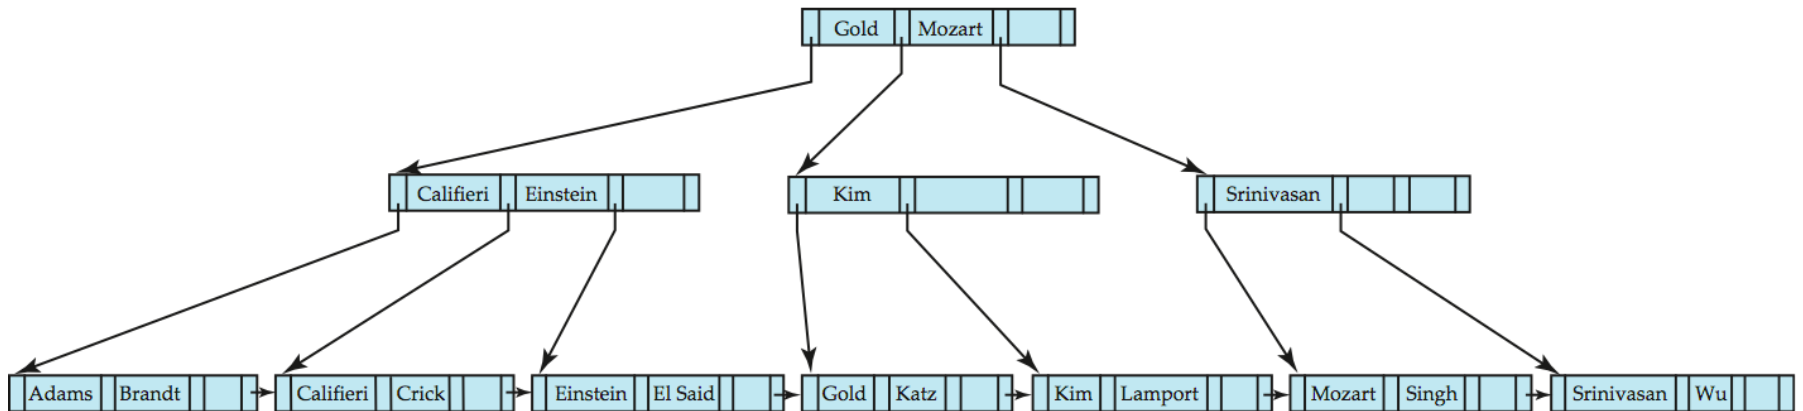 Gold Mozart
Califieri Einstein Kim Srinivasan
Adams Brandt Califieri Crick Einstein El Said Gold Katz Kim Lamport Mozart Singh Srinivasan Wu